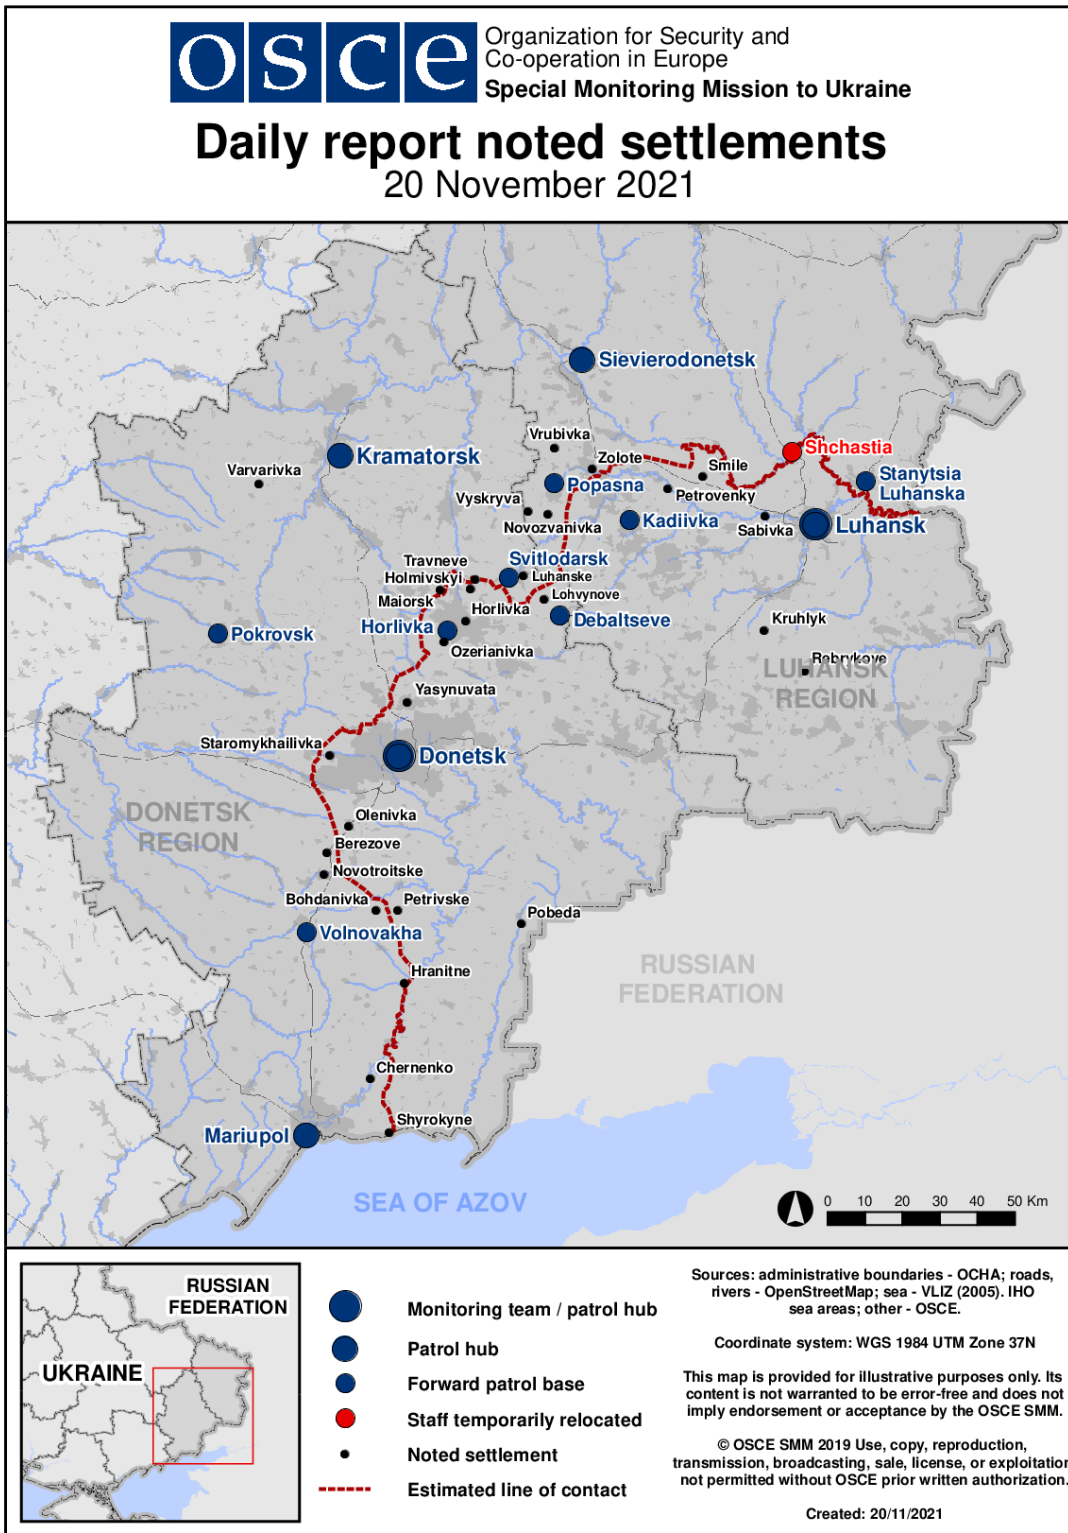 osce
Organization for Security and
Co-operation in Europe
Special Monitoring Mission to Ukraine
Daily report noted settlements
20 November 2021
Sievierodonetsk
Vrubivka
Kramatorsk
Zolote
Shchastia
Varvarivka
Smile
Popasna
Stanytsia
Luhanska
Petrovenky
Vyskryva
Novozvanivka
Kadiivka
Sabivka
Luhansk
Svitlodarsk
Travneve
Holmivskyi
Luhanske
Maiorsk
Lohvynove
Horlivka
Debaltseve
Kruhlyk
Horlivka
Pokrovsk
Ozerianivka
Rebrykove
LUHANSK
REGION
Yasynuvata
Staromykhailivka
Donetsk
DONETSK
REGION
Olenivka
Berezove
Novotroitske
Bohdanivka
Petrivske
Pobeda
Volnovakha
Hranitne
RUSSIAN
FEDERATION
Chernenko
Shyrokyne
Mariupol
SEA OF AZOV
0 10 20 30 40 50 Km
RUSSIAN
FEDERATION
UKRAINE
Monitoring team / patrol hub
Patrol hub
Forward patrol base
Staff temporarily relocated
Noted settlement
Estimated line of contact
Sources: administrative boundaries - OCHA; roads,
rivers - OpenStreetMap; sea - VLIZ (2005). IHO
sea areas; other - OSCE.
Coordinate system: WGS 1984 UTM Zone 37N
This map is provided for illustrative purposes only. Its
content is not warranted to be error-free and does not
imply endorsement or acceptance by the OSCE SMM.
© OSCE SMM 2019 Use, copy, reproduction,
transmission, broadcasting, sale, license, or exploitation
not permitted without OSCE prior written authorization.
Created: 20/11/2021